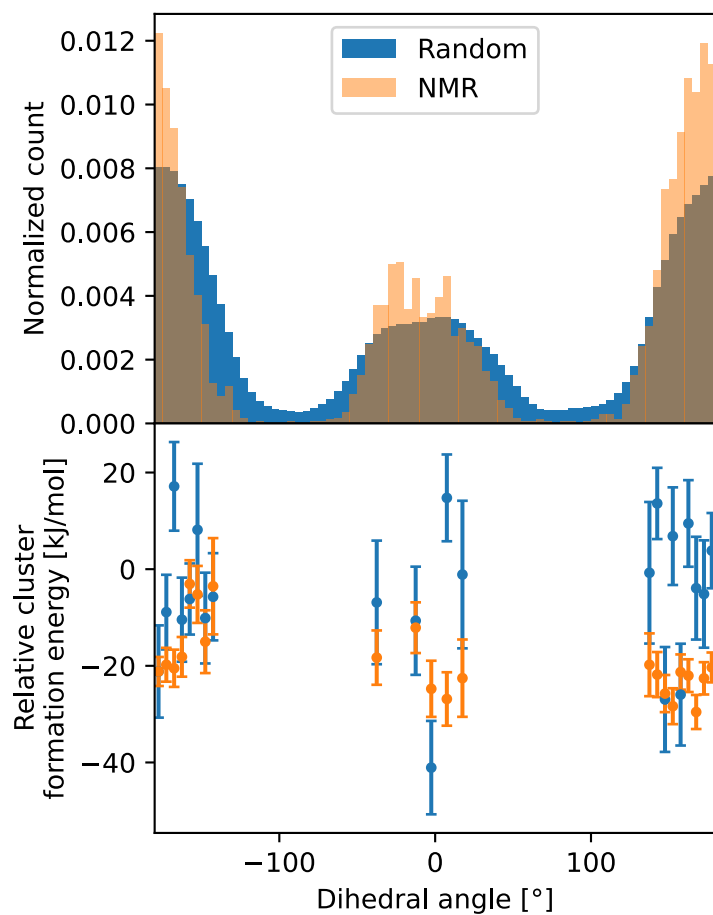 Random
NMR
Normalized count
0.012
0.010
0.008
0.006
0.004
0.002
0.000
Relative cluster
formation energy [kJ/mol]
20
0
−20
−40
−100
0
100
Dihedral angle [°]